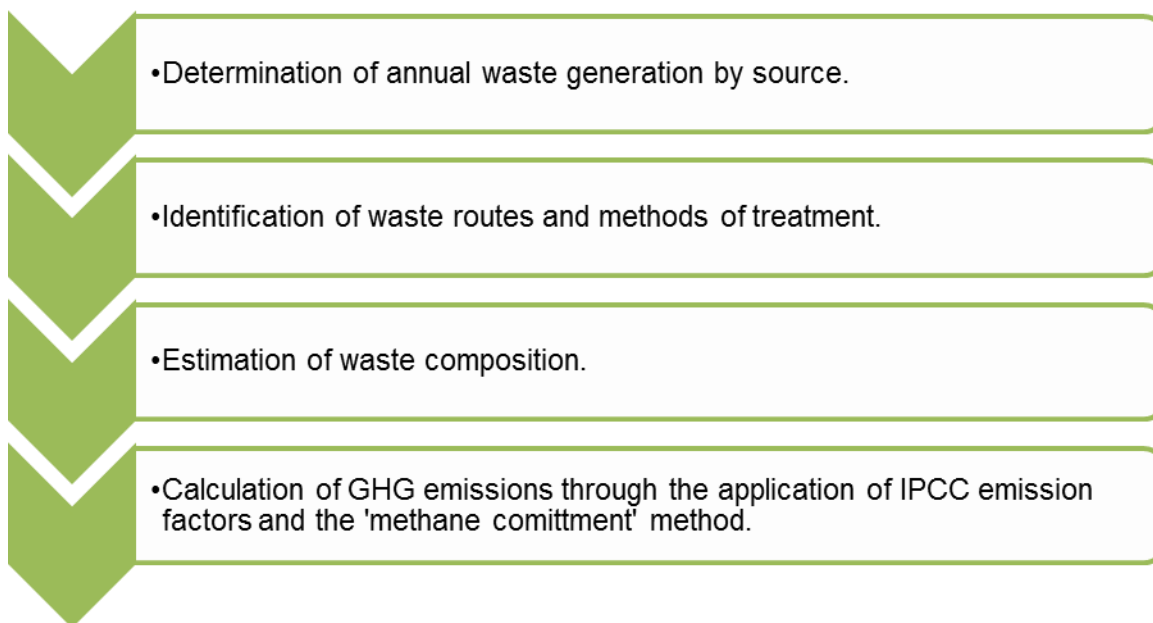 •Determination of annual waste generation by source.
•Identification of waste routes and methods of treatment.
•Estimation of waste composition.
•Calculation of GHG emissions through the application of IPCC emission
factors and the 'methane comittment' method.